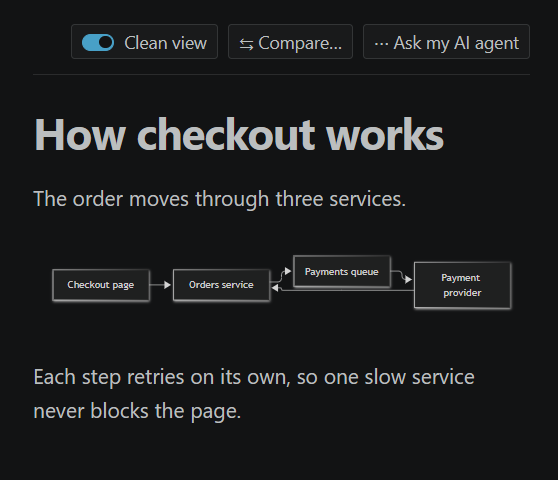 Clean view
⇆ Compare...
··· Ask my AI agent
How checkout works
The order moves through three services.
Checkout page
Orders service
Payments queue
Payment
provider
Each step retries on its own, so one slow service
never blocks the page.